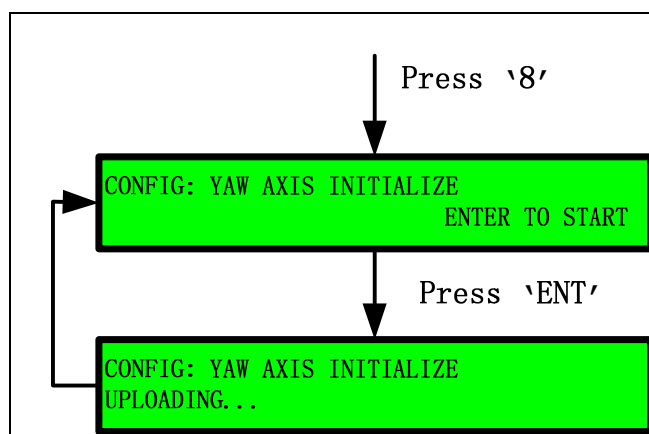 Press ‵8′
CONFIG: YAW AXIS INITIALIZE
ENTER TO START
Press ‵ENT′
CONFIG: YAW AXIS INITIALIZE
UPLOADING...